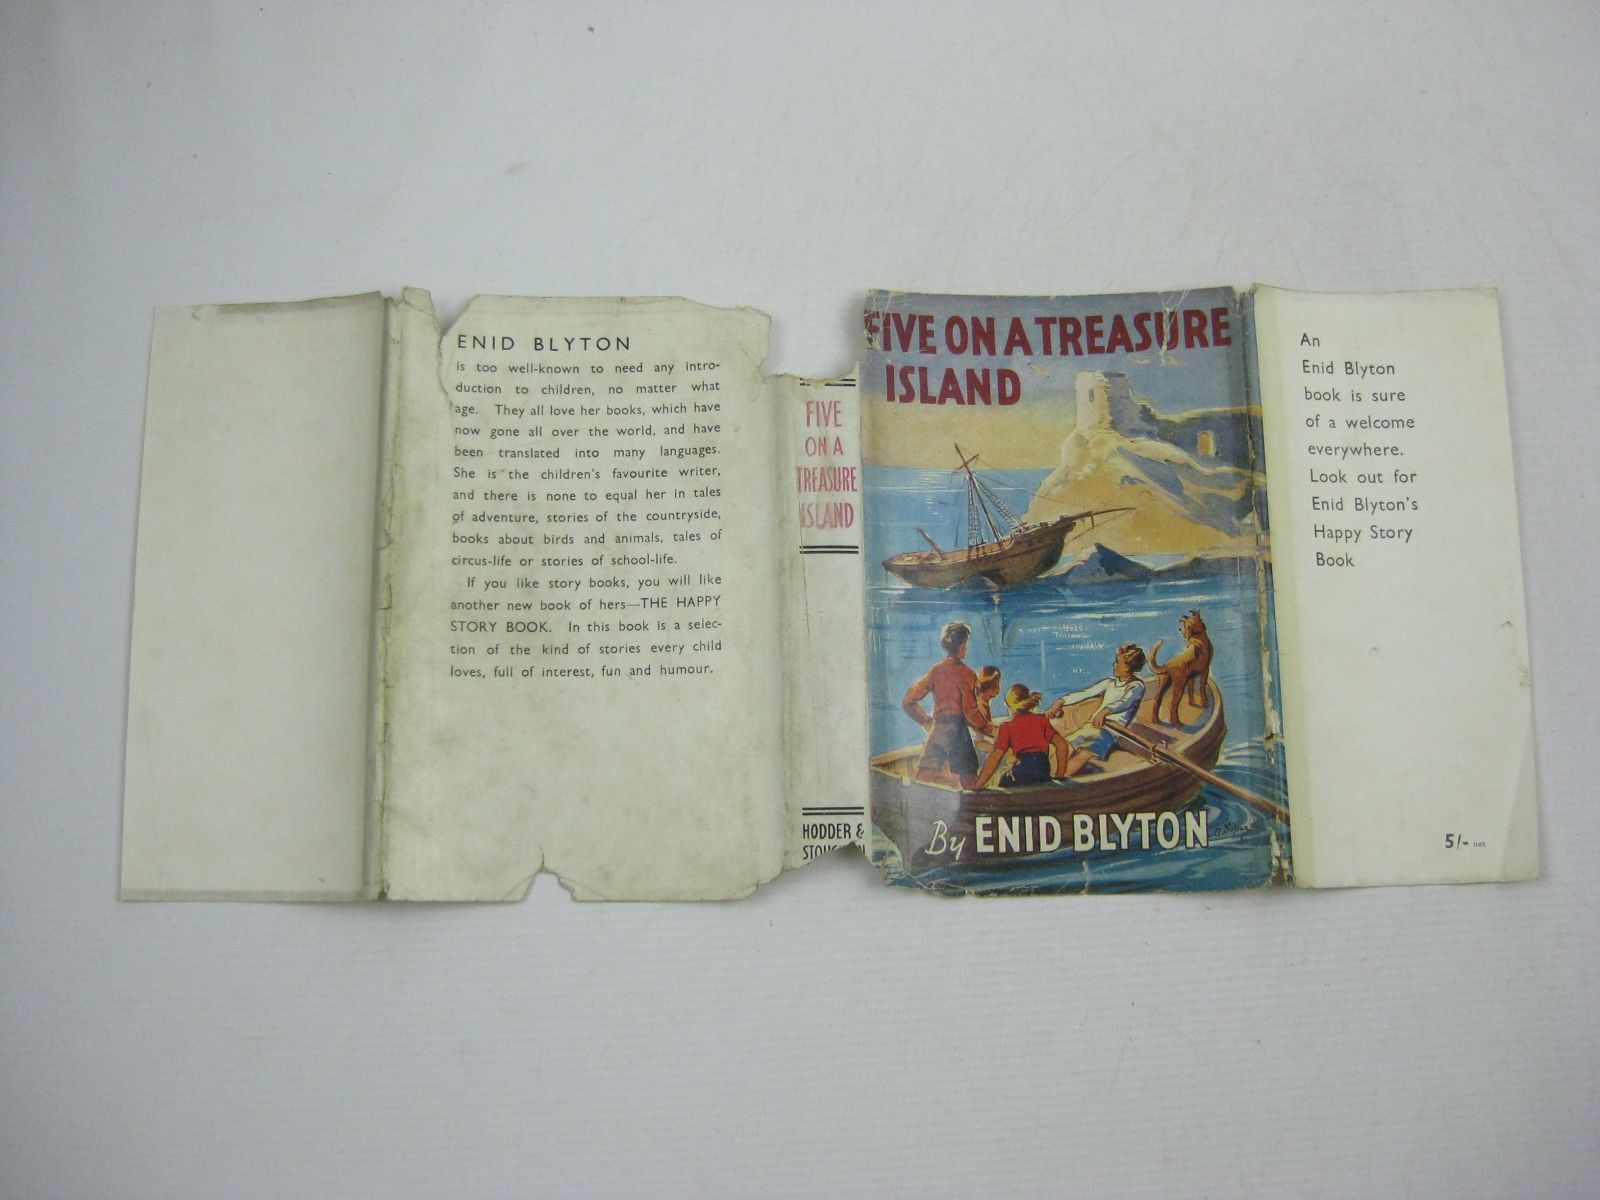 ENID BLYTON
is too well-known to need any intro-
duction to children, no matter what
age. They all love her books, which have
now gone all over the world, and have
been translated into many languages.
She is the children's favourite writer,
and there is none to equal her in tales
of adventure, stories of the countryside,
books about birds and animals, tales of
circus-life or stories of school-life.
If you like story books, you will like
another new book of hers—THE HAPPY
STORY BOOK. In this book is a selec-
tion of the kind of stories every child
loves, full of interest, fun and humour.
FIVE
ON A
TREASURE
ISLAND
HODDER &
FIVE ON A TREASURE
ISLAND
By ENID BLYTON
An
Enid Blyton
book is sure
of a welcome
everywhere.
Look out for
Enid Blyton's
Happy Story
Book
5/- net